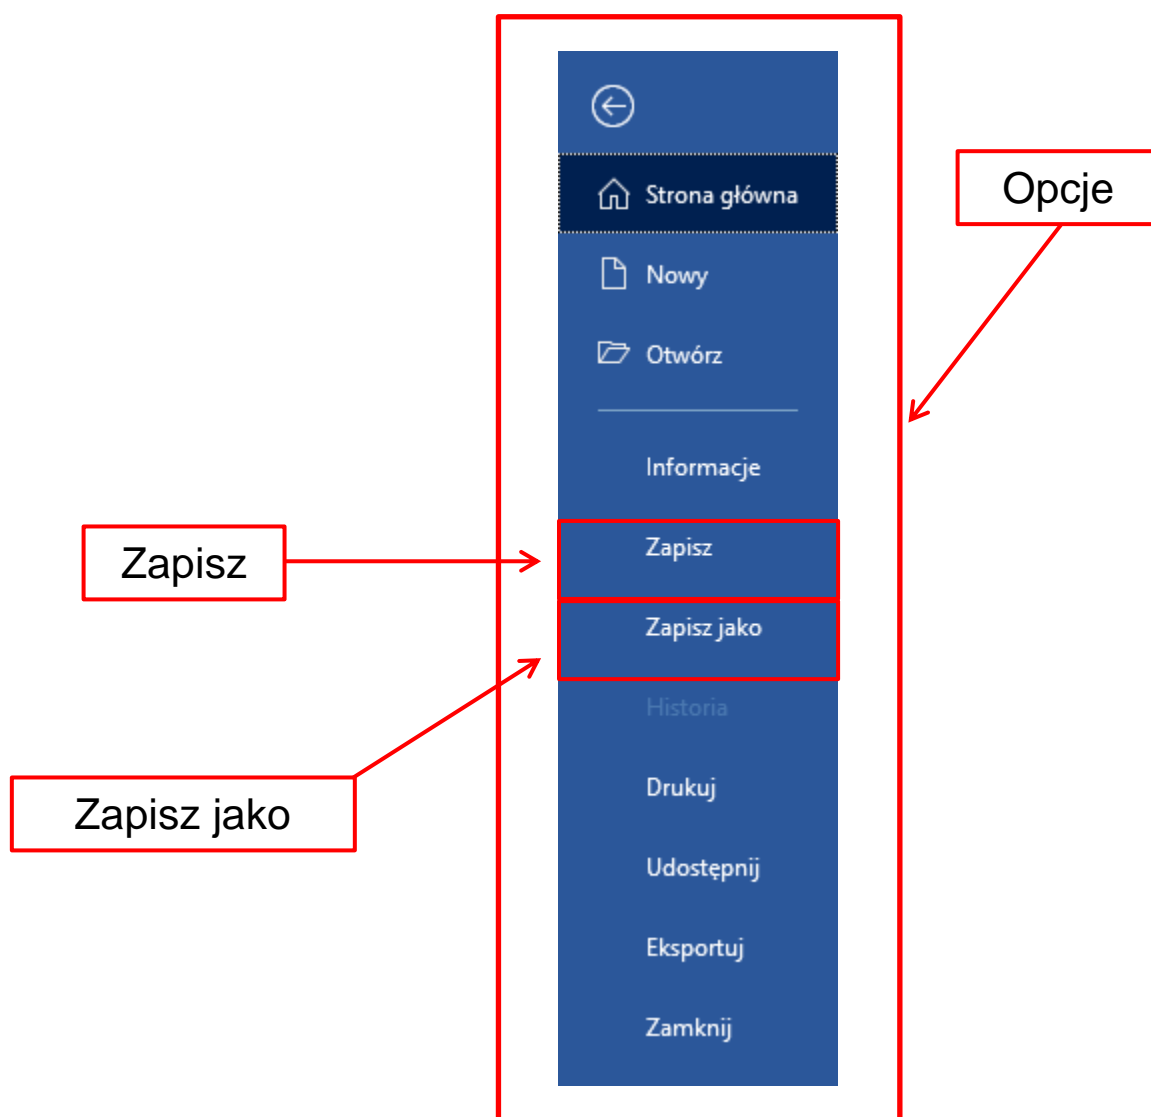 Strona główna
Opcje
Nowy
Otwórz
Informacje
Zapisz
Zapisz
Zapisz jako
Historia
Drukuj
Zapisz jako
Udostępnij
Eksportuj
Zamknij